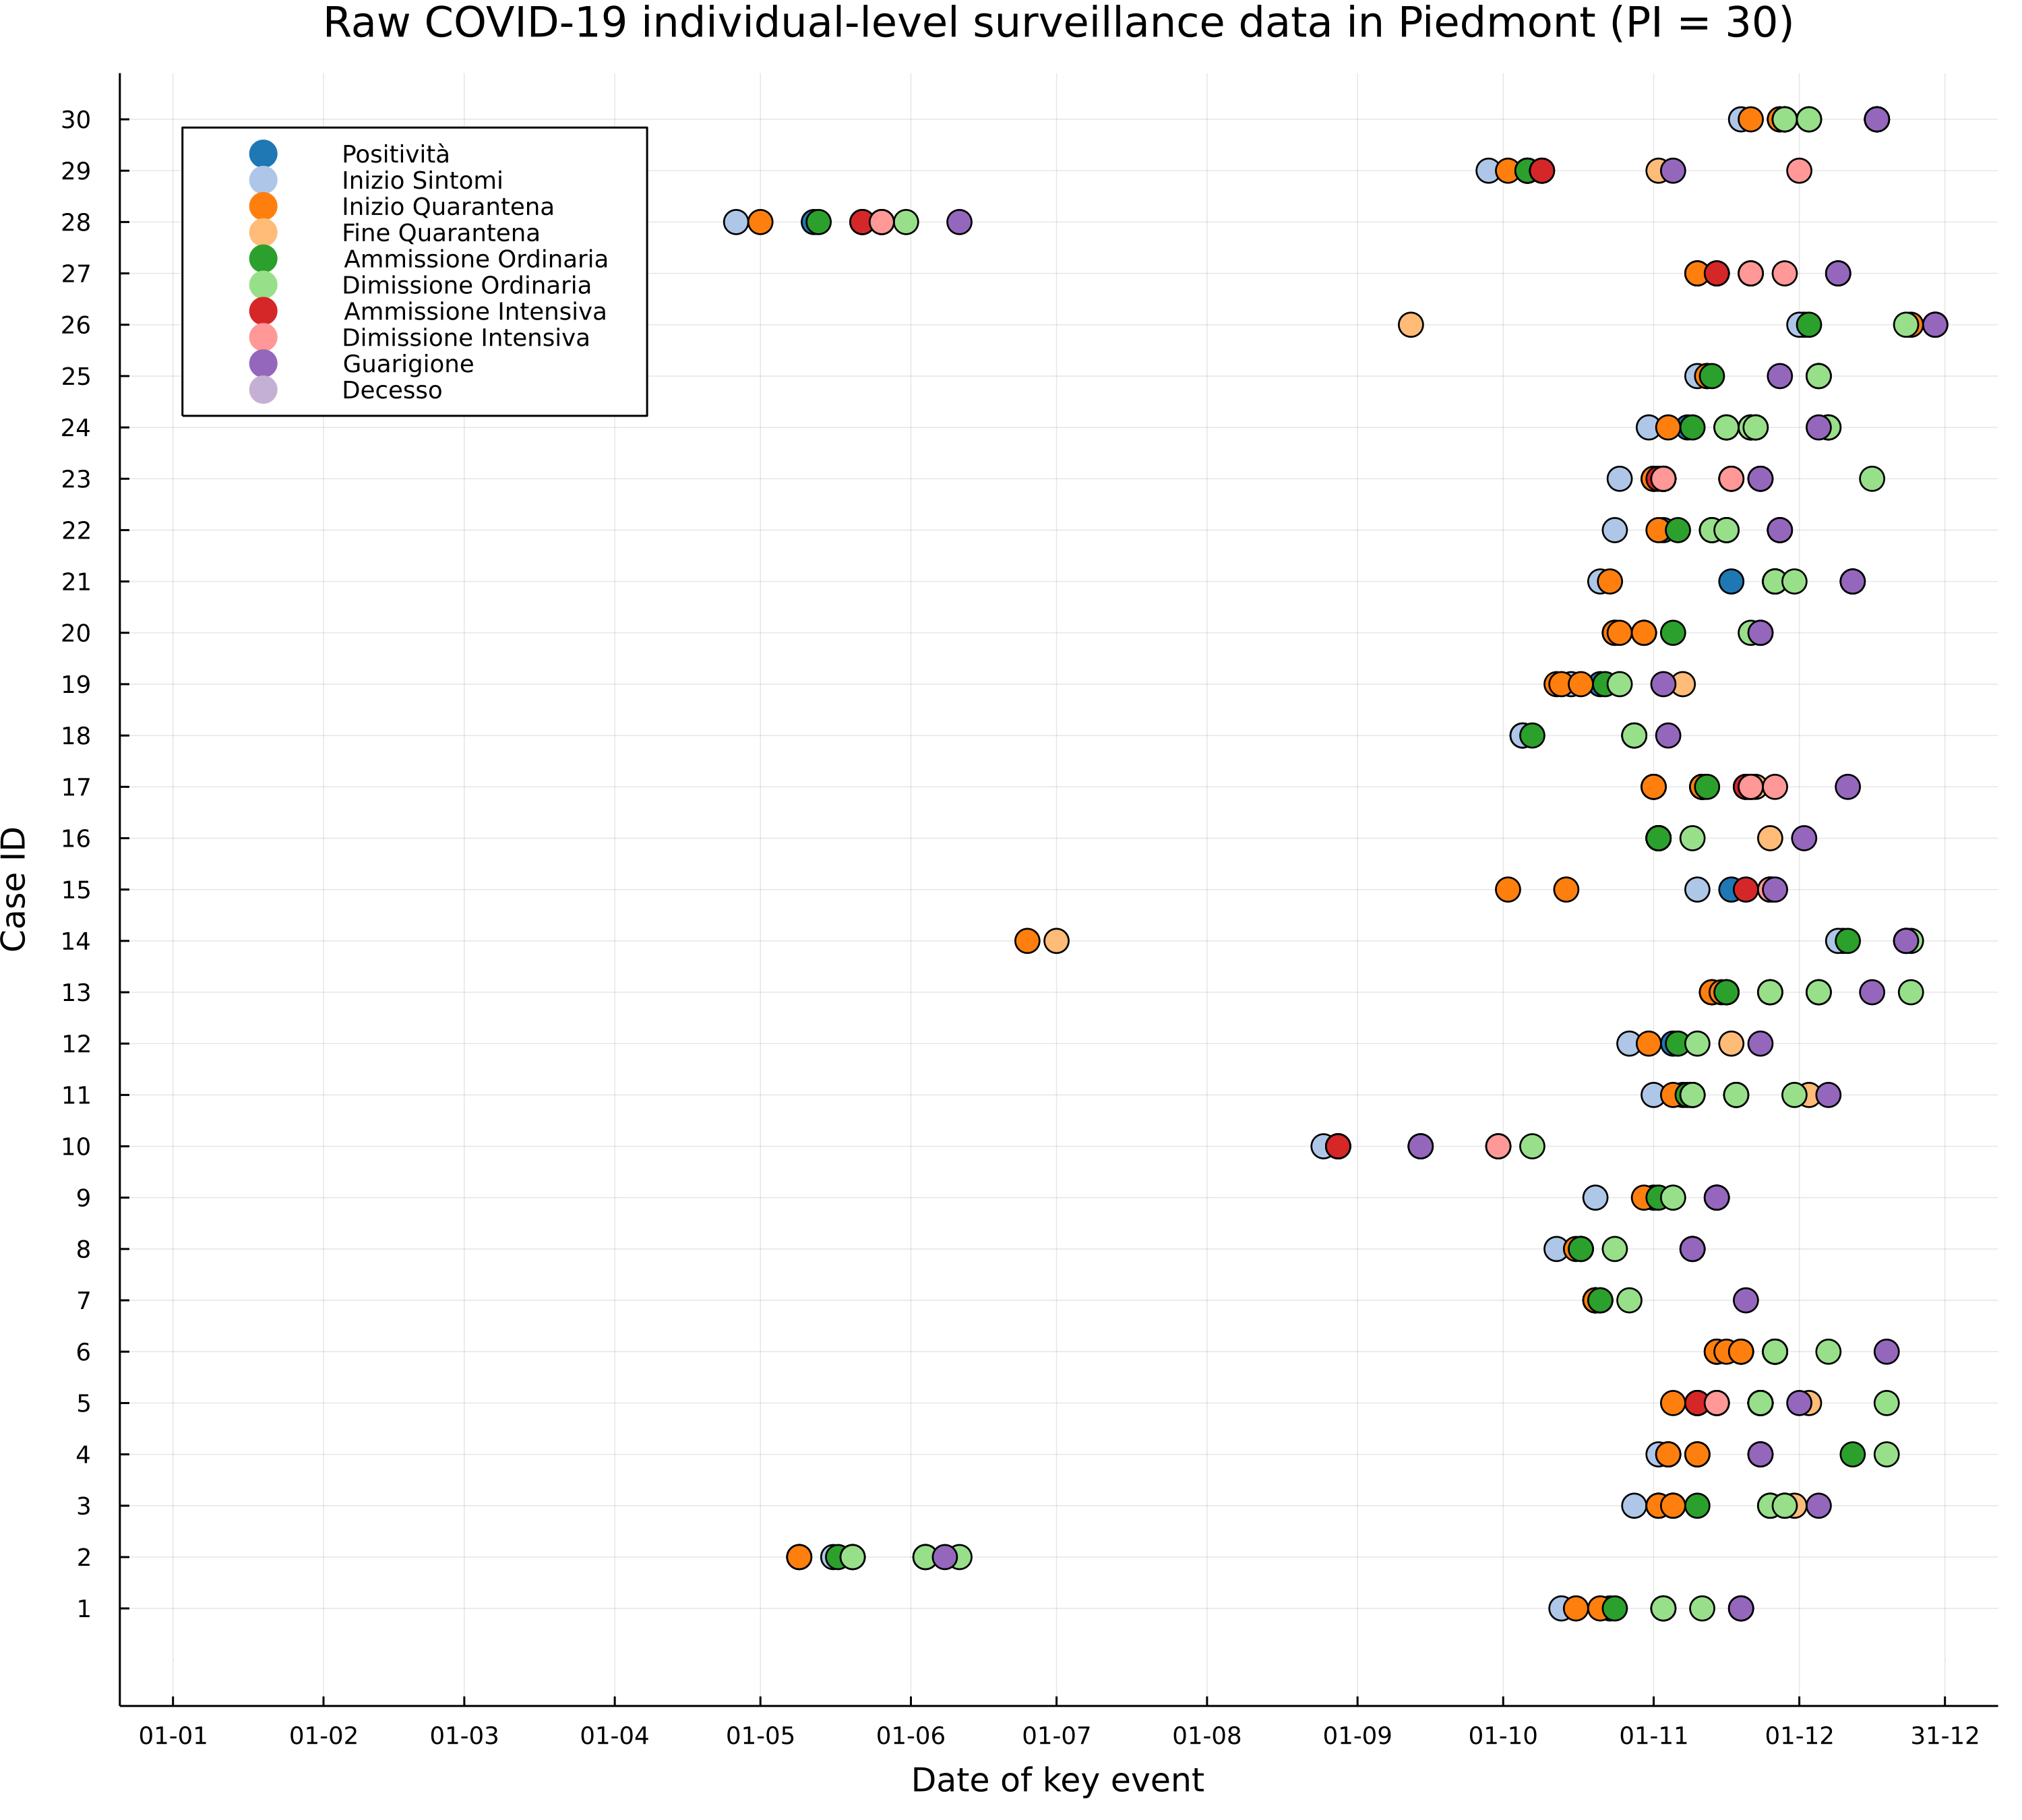 Raw COVID-19 individual-level surveillance data in Piedmont (PI = 30)
Positività
Inizio Sintomi
Inizio Quarantena
Fine Quarantena
Ammissione Ordinaria
Dimissione Ordinaria
Ammissione Intensiva
Dimissione Intensiva
Guarigione
Decesso
Case ID
30
29
28
27
26
25
24
23
22
21
20
19
18
17
16
15
14
13
12
11
10
9
8
7
6
5
4
3
2
1
01-01 01-02 01-03 01-04 01-05 01-06 01-07 01-08 01-09 01-10 01-11 01-12 31-12
Date of key event